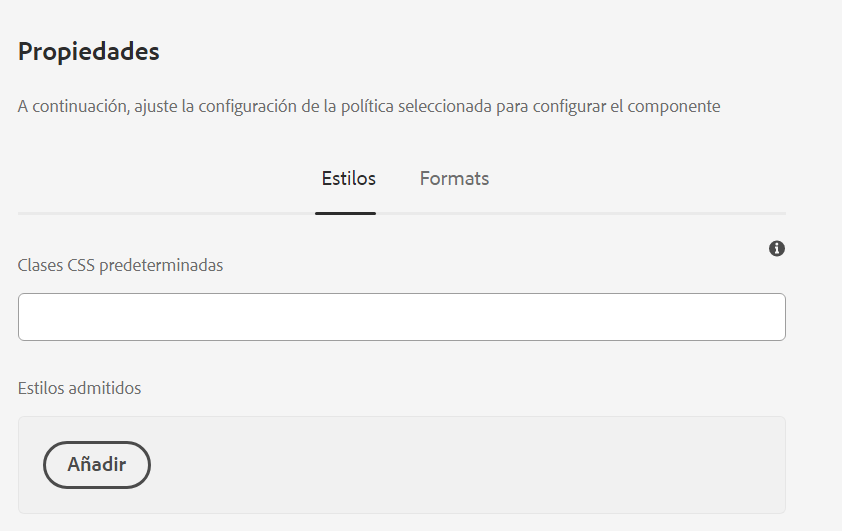 Propiedades
A continuación, ajuste la configuración de la política seleccionada para configurar el componente
Estilos Formats
Clases CSS predeterminadas
Estilos admitidos
Añadir